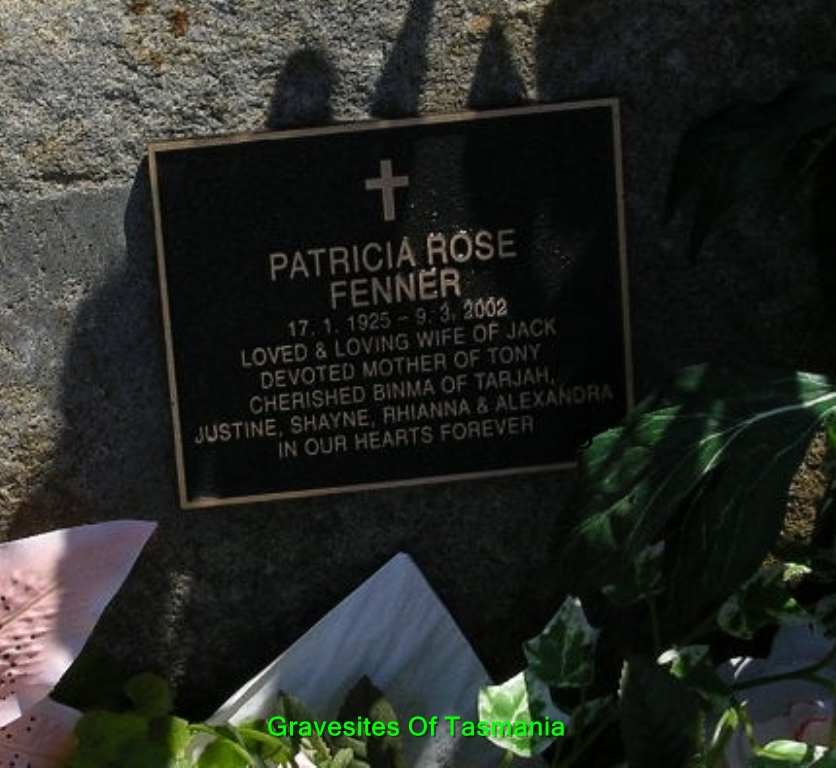 PATRICIA ROSE
FENNER
17. 1. 1925 - 9. 3. 2002
LOVED & LOVING WIFE OF JACK
DEVOTED MOTHER OF TONY
CHERISHED BINMA OF TARJAH,
JUSTINE, SHAYNE, RHIANNA & ALEXANDRA
IN OUR HEARTS FOREVER
Gravesites Of Tasmania